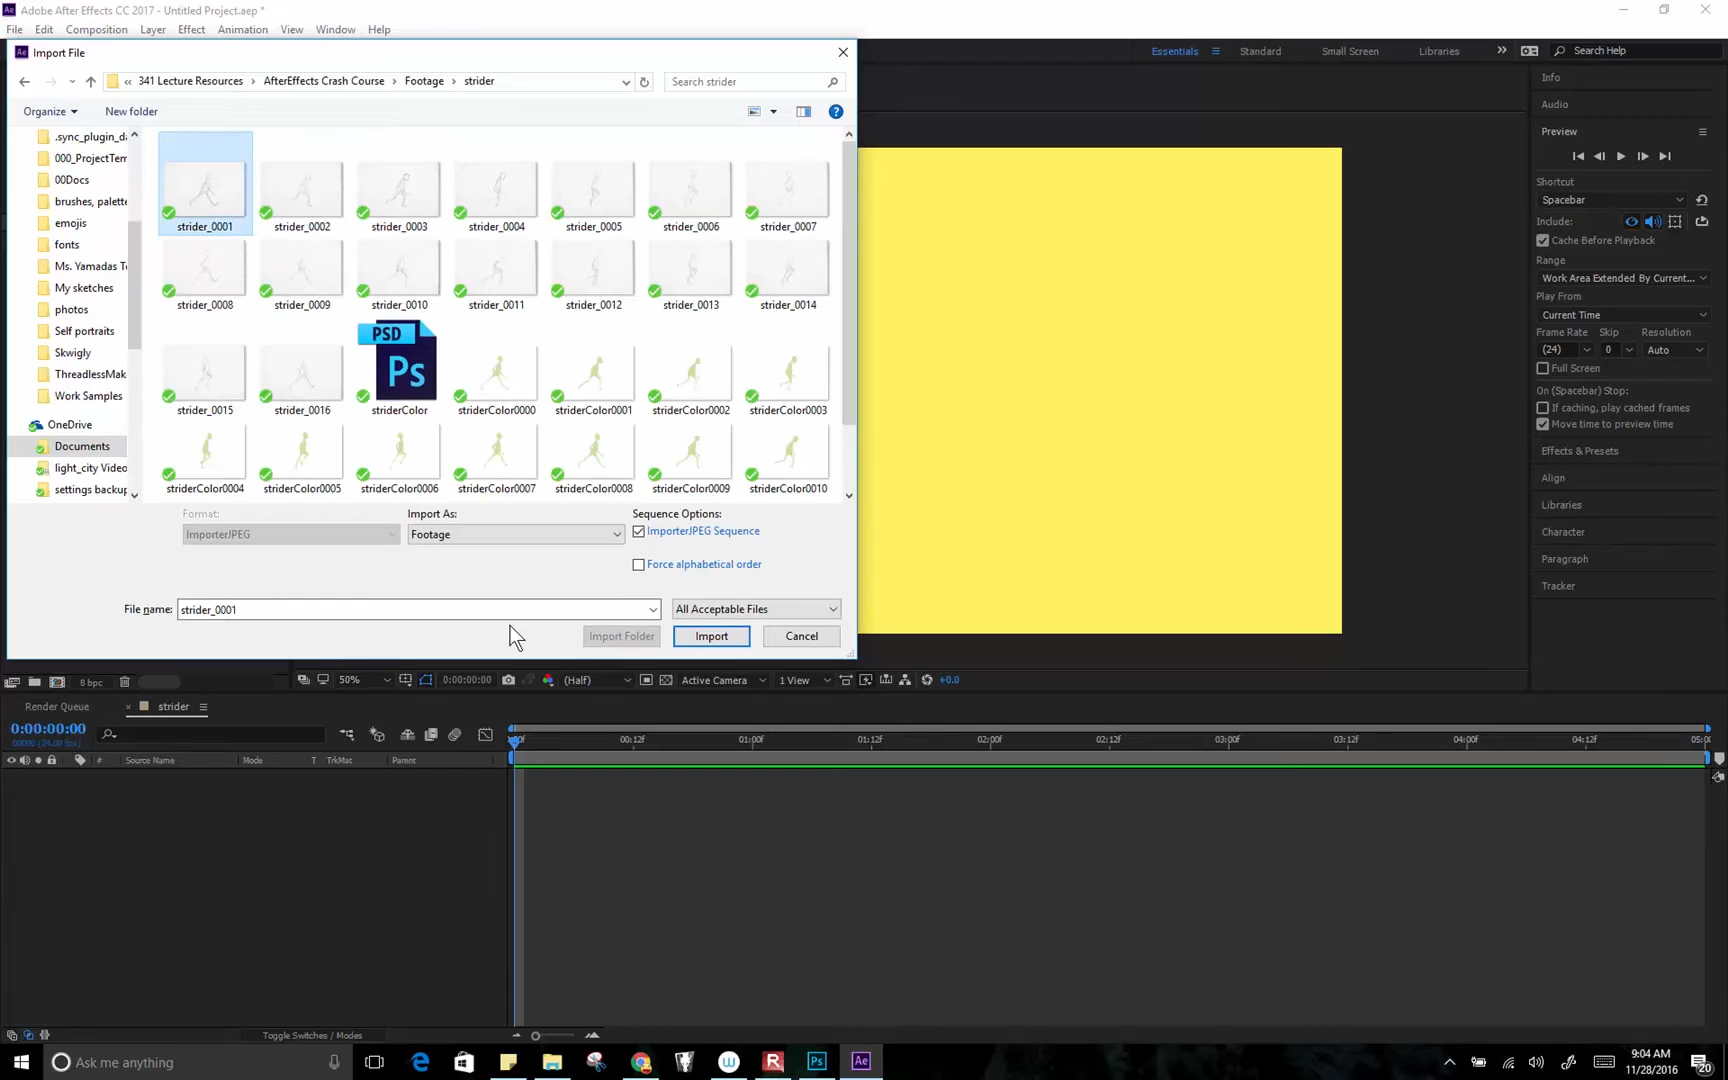 Adobe After Effects CC 2017 - Untitled Project.aep *
File Edit Composition Layer Effect Animation View Window Help
Import File
« 341 Lecture Resources > AfterEffects Crash Course > Footage > strider
Search strider
Organize New folder
.sync_plugin_da
000_ProjectTem
00Docs
brushes, palette
emojis
fonts
Ms. Yamadas Te
My sketches
photos
Self portraits
Skwigly
ThreadlessMak
Work Samples
OneDrive
Documents
light_city Video
settings backup
strider_0001 strider_0002 strider_0003 strider_0004 strider_0005 strider_0006 strider_0007
strider_0008 strider_0009 strider_0010 strider_0011 strider_0012 strider_0013 strider_0014
PSD
Ps
strider_0015 strider_0016 striderColor striderColor0000 striderColor0001 striderColor0002 striderColor0003
striderColor0004 striderColor0005 striderColor0006 striderColor0007 striderColor0008 striderColor0009 striderColor0010
Format: Import As: Sequence Options:
ImporterJPEG Footage ImporterJPEG Sequence
Force alphabetical order
File name: strider_0001 All Acceptable Files
Import Folder Import Cancel
Essentials Standard Small Screen Libraries » Search Help
Info
Audio
Preview
Shortcut
Spacebar
Include:
Cache Before Playback
Range
Work Area Extended By Current...
Play From
Current Time
Frame Rate Skip Resolution
(24) 0 Auto
Full Screen
On (Spacebar) Stop:
If caching, play cached frames
Move time to preview time
Effects & Presets
Align
Libraries
Character
Paragraph
Tracker
8 bpc 50% 0:00:00:00 (Half) Active Camera 1 View +0.0
Render Queue × strider
0:00:00:00
00000 (24.00 fps)
# Source Name Mode T TrkMat Parent
00:12f 01:00f 01:12f 02:00f 02:12f 03:00f 03:12f 04:00f 04:12f 05:00
Toggle Switches / Modes
Ask me anything
Ps Ae
9:04 AM
11/28/2016
20